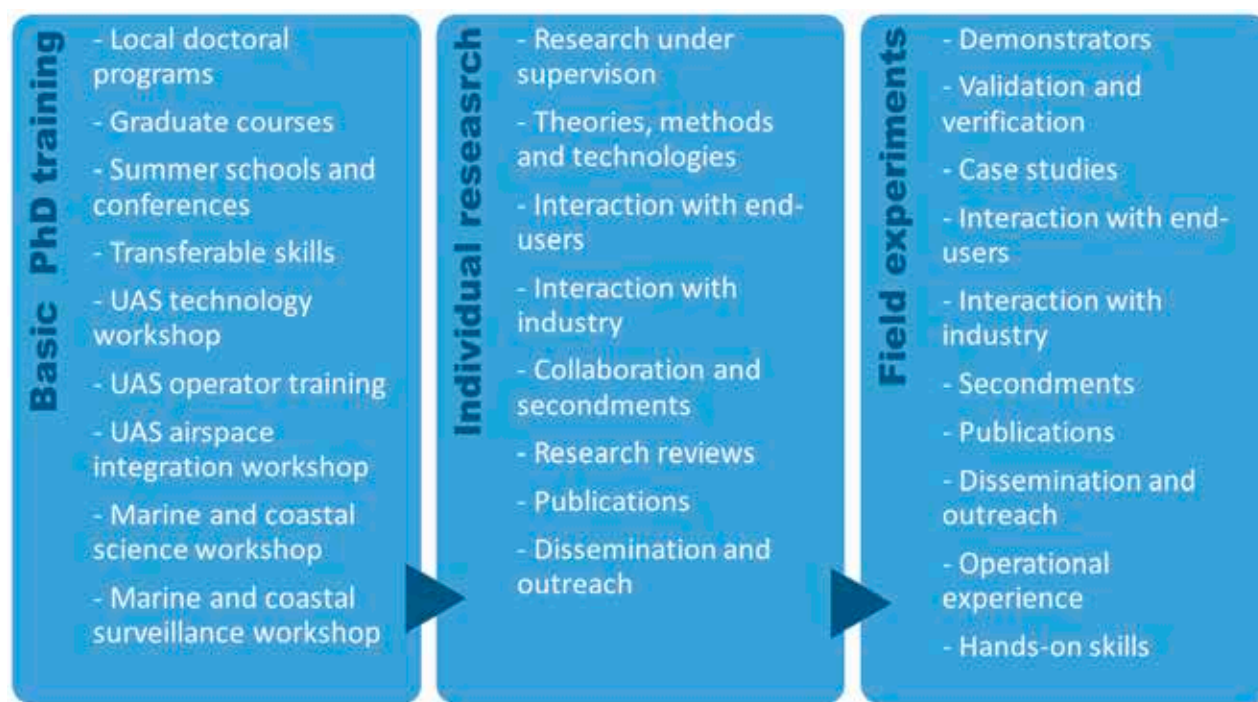 Basic PhD training
- Local doctoral
programs
- Graduate courses
- Summer schools and
conferences
- Transferable skills
- UAS technology
workshop
- UAS operator training
- UAS airspace
integration workshop
- Marine and coastal
science workshop
- Marine and coastal
surveillance workshop
Individual researh
- Research under
supervison
- Theories, methods
and technologies
- Interaction with end-
users
- Interaction with
industry
- Collaboration and
secondments
- Research reviews
- Publications
- Dissemination and
outreach
Field experiments
- Demonstrators
- Validation and
verification
- Case studies
- Interaction with end-
users
- Interaction with
industry
- Secondments
- Publications
- Dissemination and
outreach
- Operational
experience
- Hands-on skills